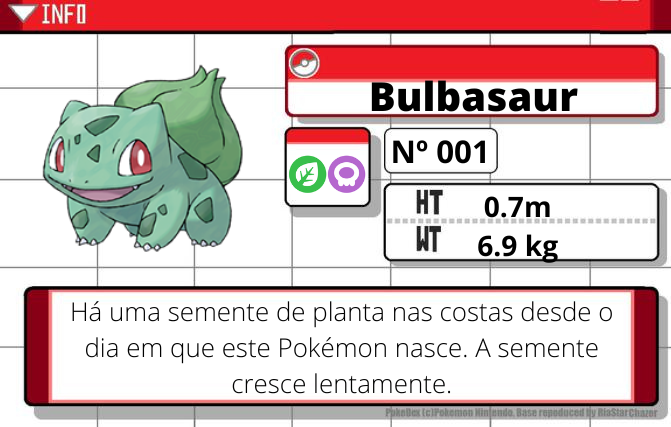 INFO
Bulbasaur
Nº 001
HT 0.7m
WT 6.9 kg
Há uma semente de planta nas costas desde o
dia em que este Pokémon nasce. A semente
cresce lentamente.
PokeDex (c)Pokemon Nintendo. Base repoduced by RiaStarChazer